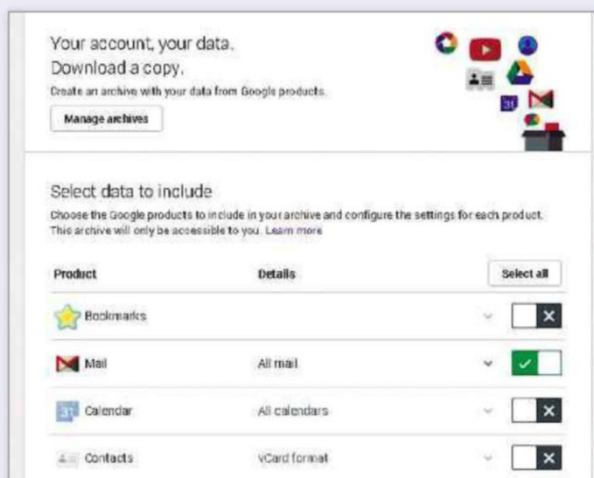 Your account, your data.
Download a copy.
Create an archive with your data from Google products.
Manage archives
31
Select data to include
Choose the Google products to include in your archive and configure the settings for each product.
This archive will only be accessible to you. Learn more
Product Details Select all
Bookmarks
Mail All mail
31 Calendar All calendars
Contacts vCard format